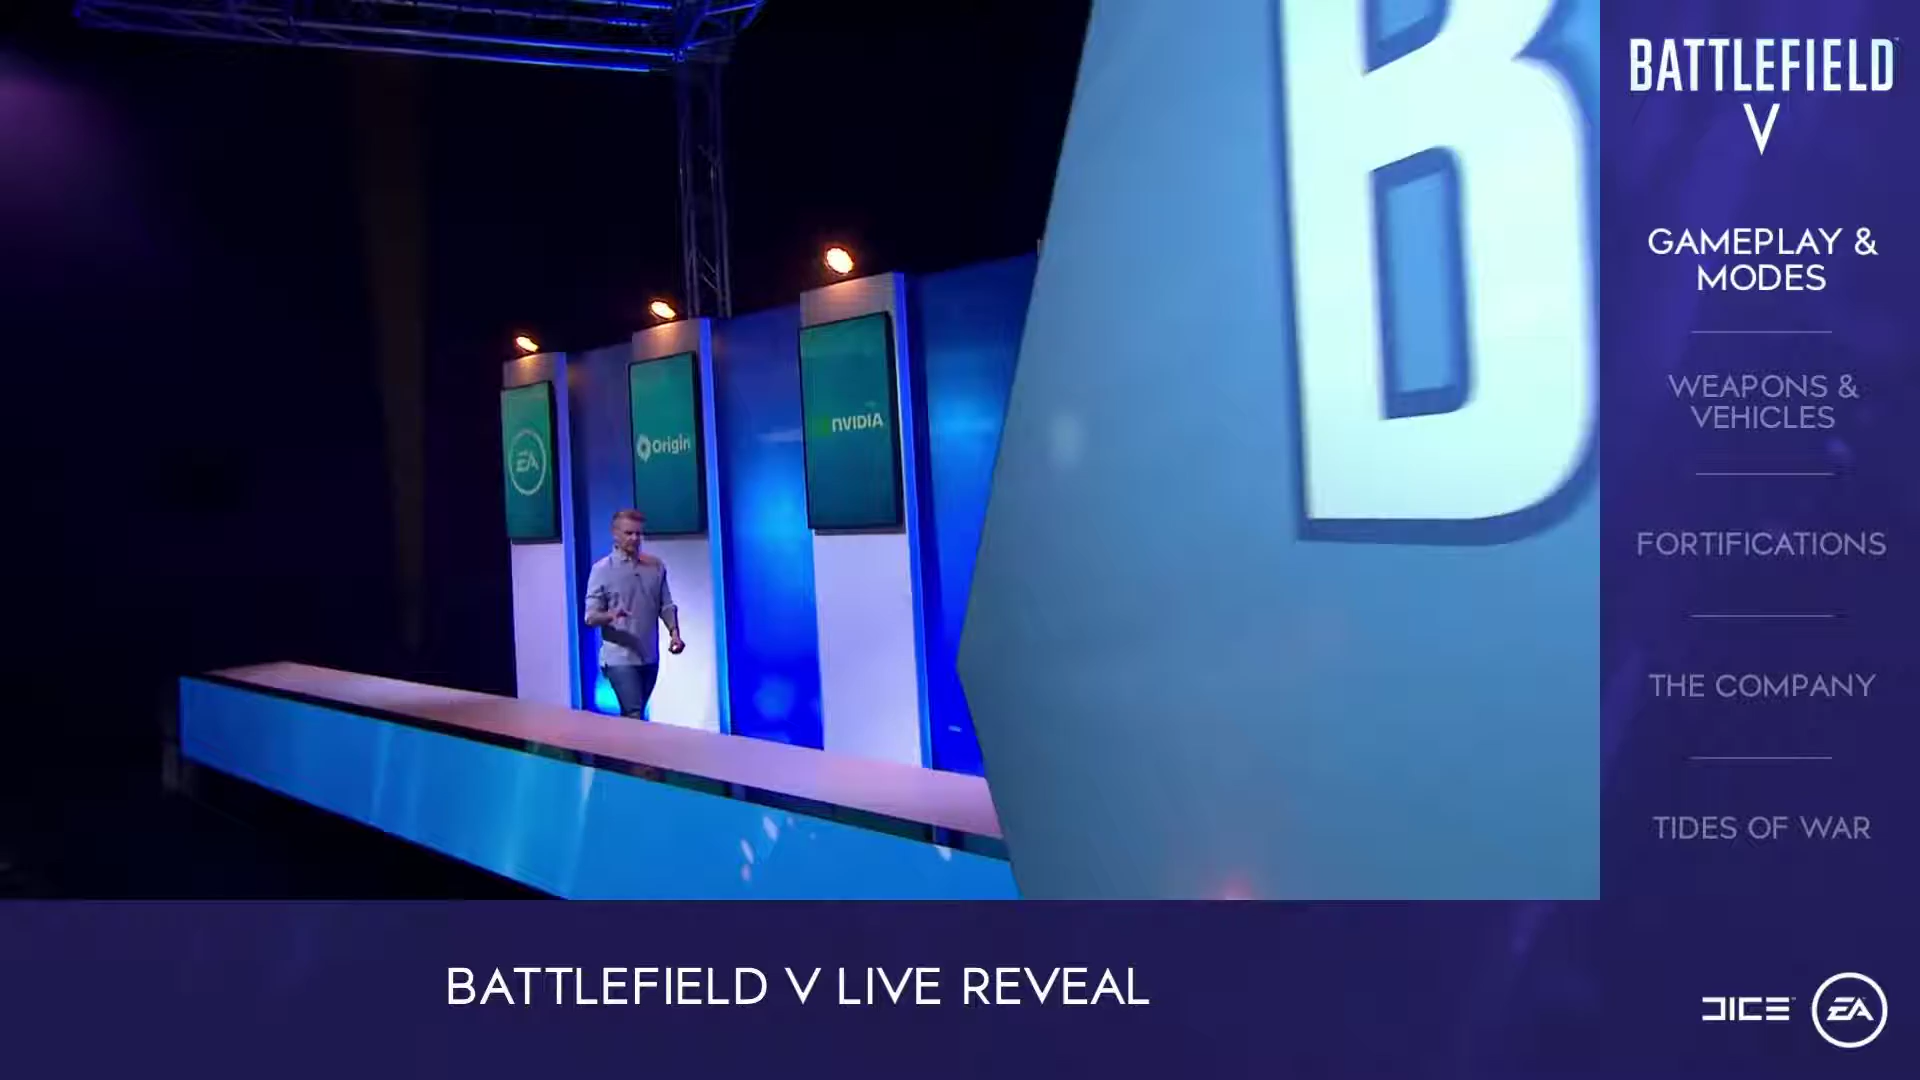 BATTLEFIELD
V
GAMEPLAY &
MODES
WEAPONS &
VEHICLES
FORTIFICATIONS
THE COMPANY
TIDES OF WAR
B
EA
Origin
NVIDIA
BATTLEFIELD V LIVE REVEAL
DICE
EA